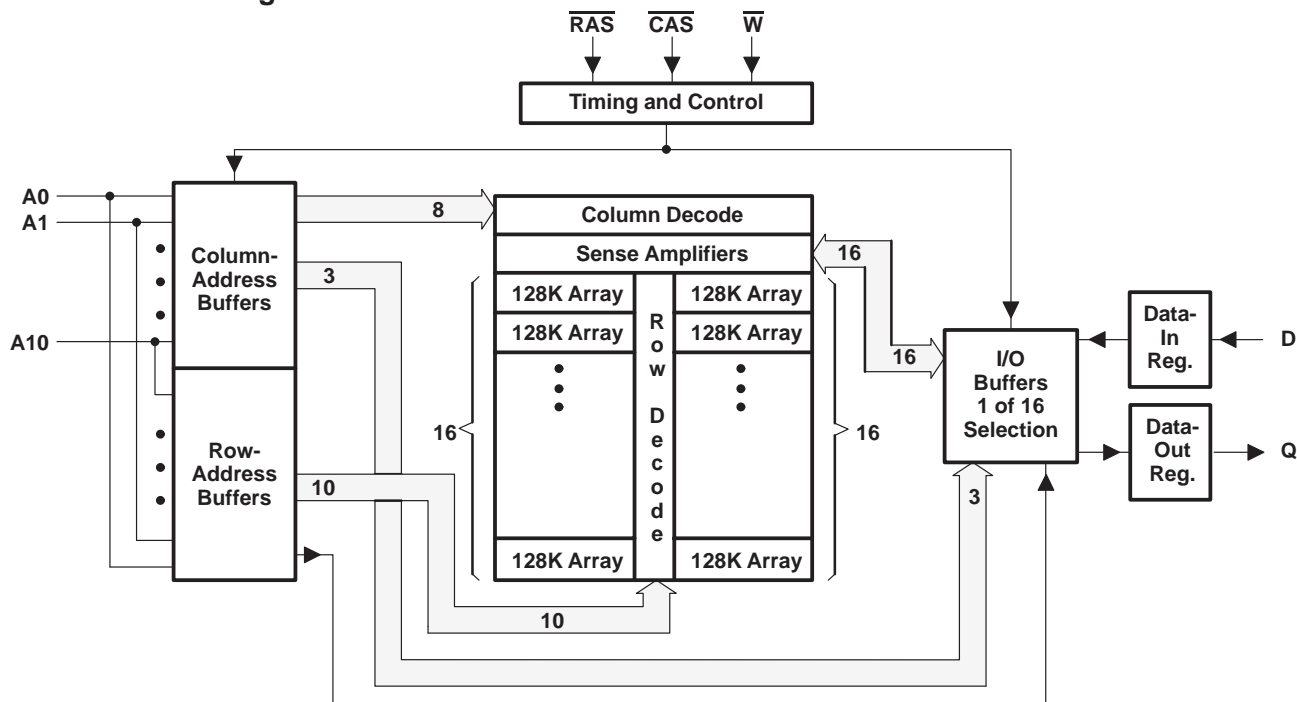 RAS CAS W
Timing and Control
A0
A1
A10
Column-
Address
Buffers
Row-
Address
Buffers
8
3
10
10
Column Decode
Sense Amplifiers
128K Array
128K Array
128K Array
128K Array
128K Array
128K Array
Row Decode
16
16
16
16
3
I/O
Buffers
1 of 16
Selection
Data-
In
Reg.
D
Data-
Out
Reg.
Q